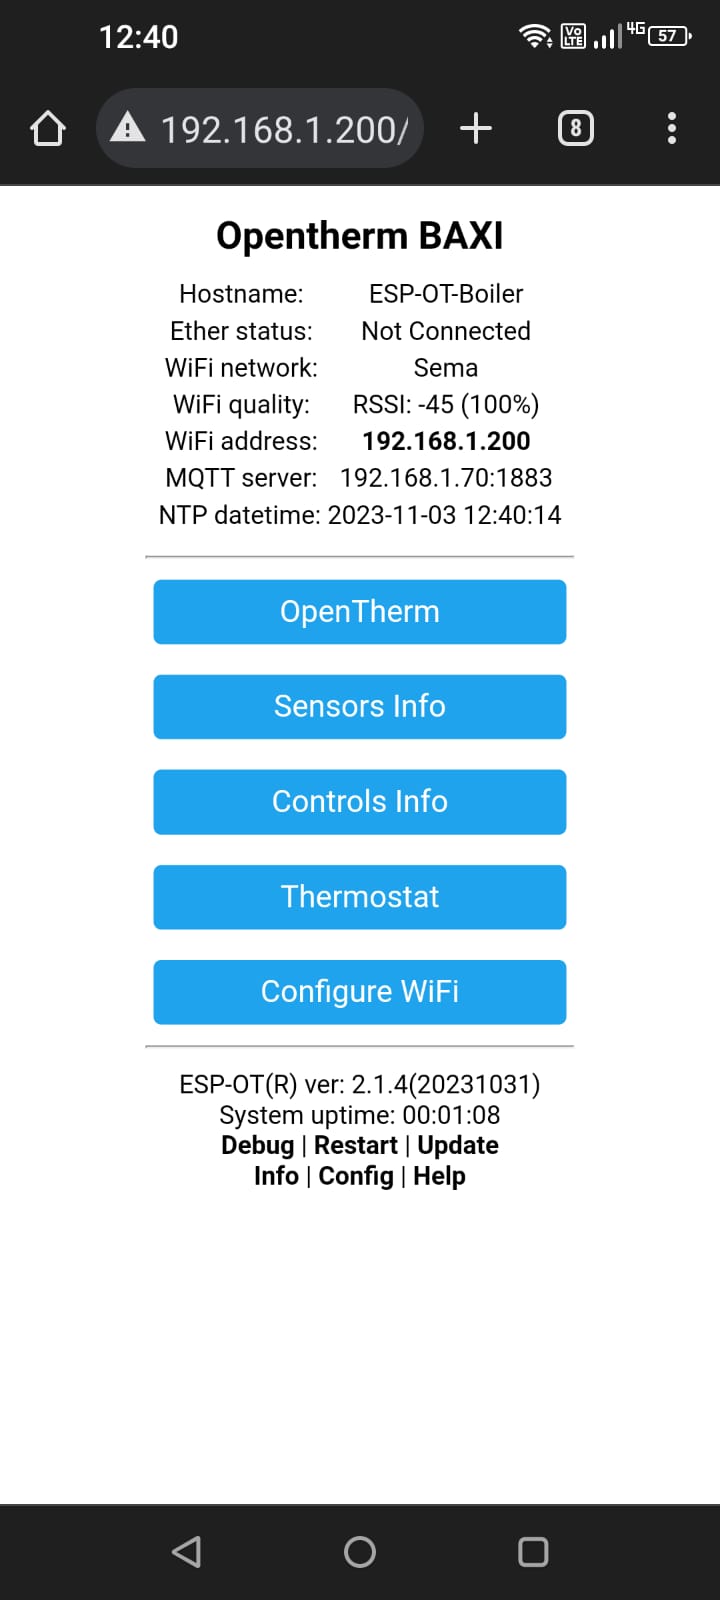 12:40
Vo LTE 4G 57
192.168.1.200/
8
Opentherm BAXI
Hostname: ESP-OT-Boiler
Ether status: Not Connected
WiFi network: Sema
WiFi quality: RSSI: -45 (100%)
WiFi address: 192.168.1.200
MQTT server: 192.168.1.70:1883
NTP datetime: 2023-11-03 12:40:14
OpenTherm
Sensors Info
Controls Info
Thermostat
Configure WiFi
ESP-OT(R) ver: 2.1.4(20231031)
System uptime: 00:01:08
Debug | Restart | Update
Info | Config | Help